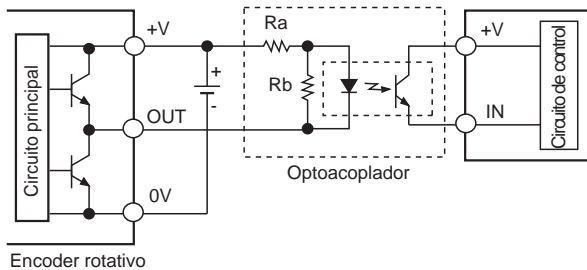 +V
Ra
+V
+
-
Rb
Circuito principal
OUT
IN
Circuito de control
0V
Optoacoplador
Encoder rotativo